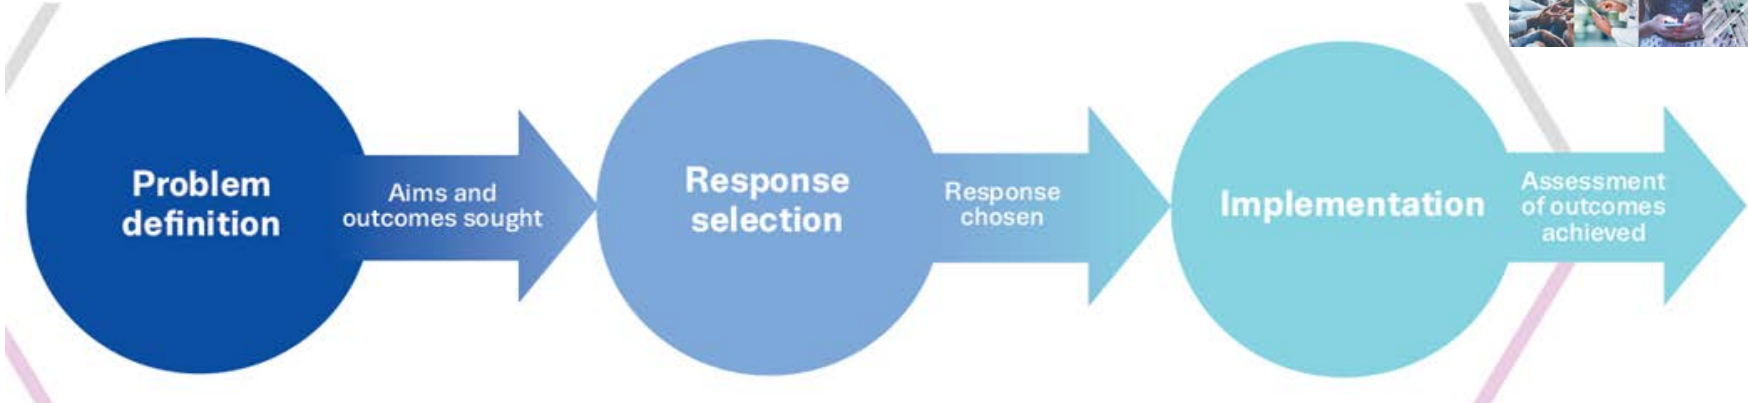 Problem
definition
Aims and
outcomes sought
Response
selection
Response
chosen
Implementation
Assessment
of outcomes
achieved